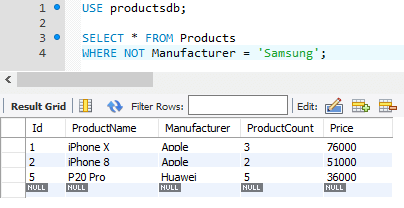 1 USE productsdb;
2
3 SELECT * FROM Products
4 WHERE NOT Manufacturer = 'Samsung';
Result Grid Filter Rows: Edit:
Id ProductName Manufacturer ProductCount Price
1 iPhone X Apple 3 76000
2 iPhone 8 Apple 2 51000
5 P20 Pro Huawei 5 36000
NULL NULL NULL NULL NULL